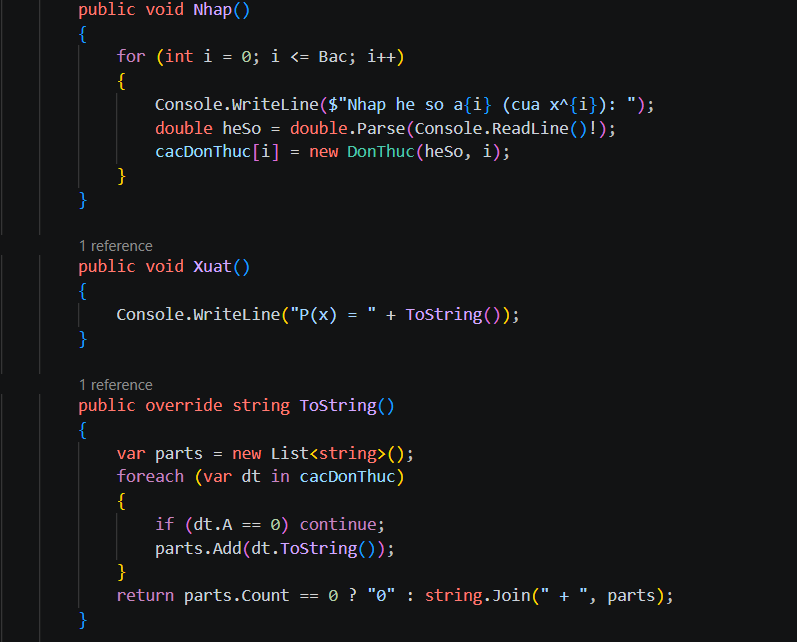 public void Nhap()
{
for (int i = 0; i <= Bac; i++)
{
Console.WriteLine($"Nhap he so a{i} (cua x^{i}): ");
double heSo = double.Parse(Console.ReadLine()!);
cacDonThuc[i] = new DonThuc(heSo, i);
}
}
1 reference
public void Xuat()
{
Console.WriteLine("P(x) = " + ToString());
}
1 reference
public override string ToString()
{
var parts = new List<string>();
foreach (var dt in cacDonThuc)
{
if (dt.A == 0) continue;
parts.Add(dt.ToString());
}
return parts.Count == 0 ? "0" : string.Join(" + ", parts);
}